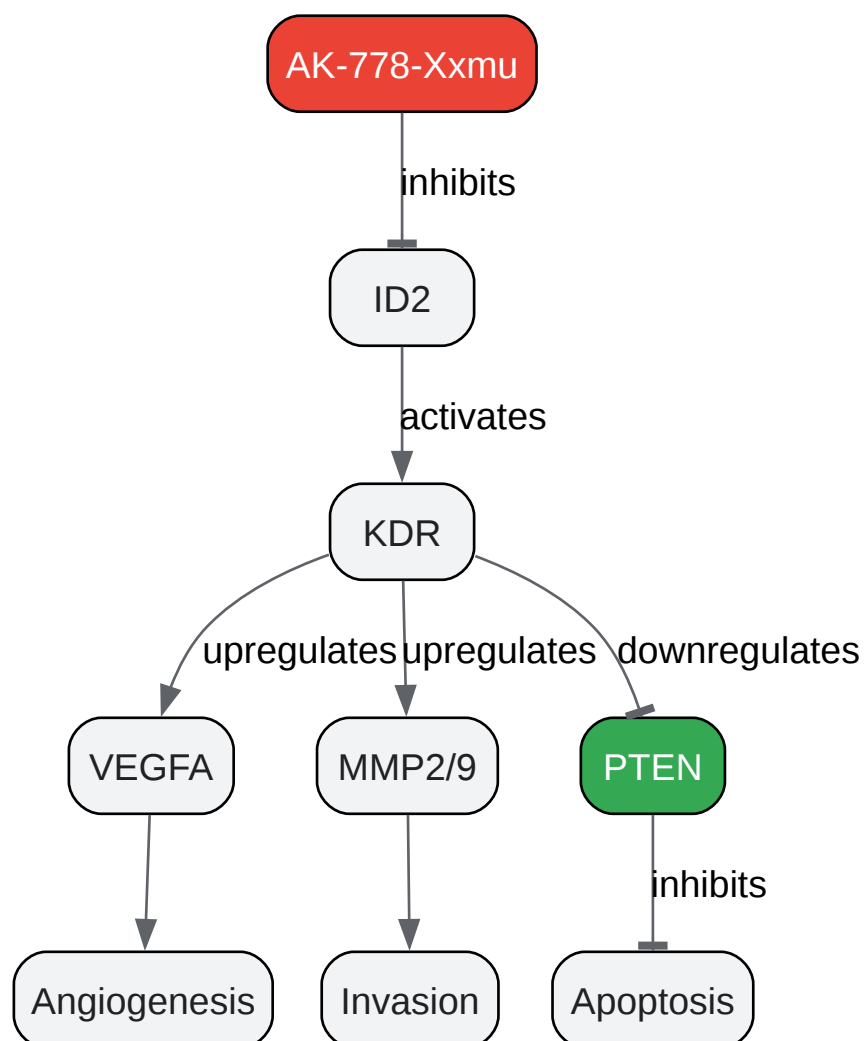 AK-778-Xxmu
inhibits
ID2
activates
KDR
upregulates
upregulates
downregulates
VEGFA
MMP2/9
PTEN
inhibits
Angiogenesis
Invasion
Apoptosis